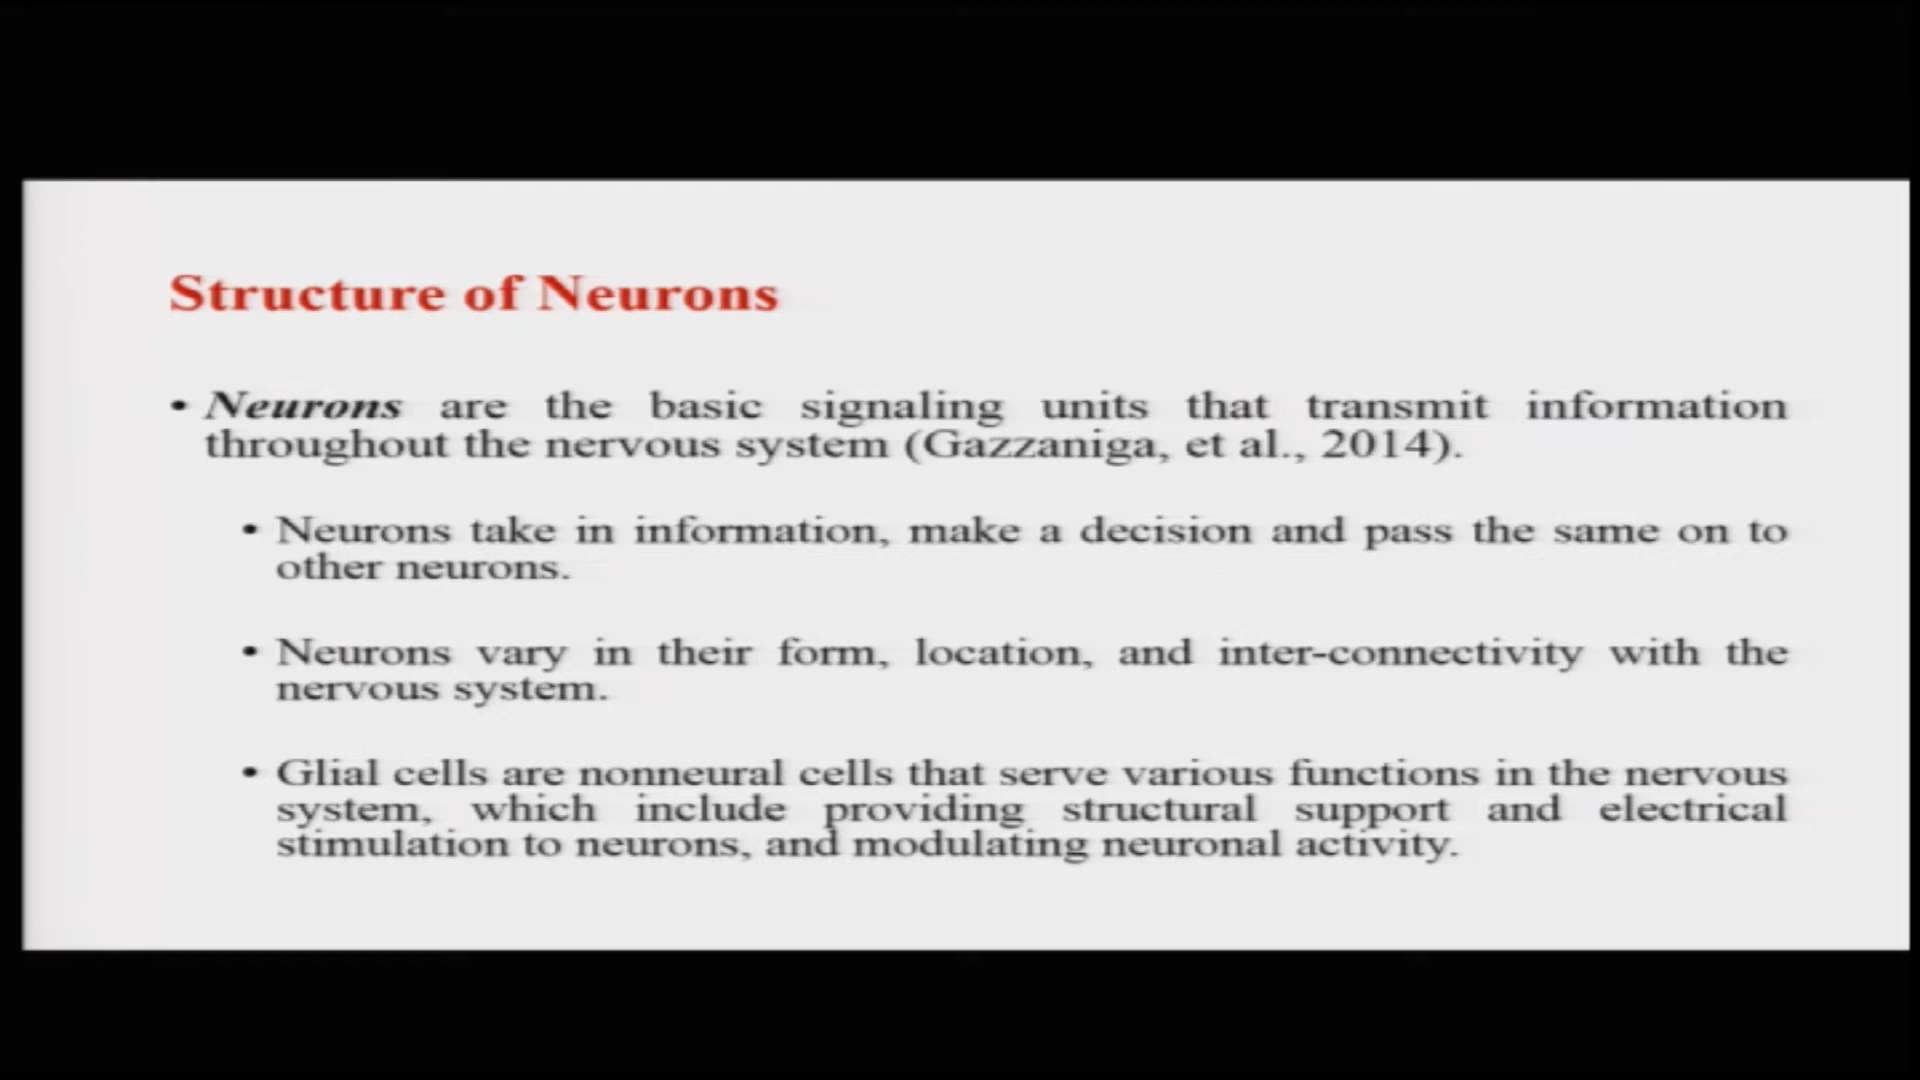 Structure of Neurons
• Neurons are the basic signaling units that transmit information
throughout the nervous system (Gazzaniga, et al., 2014).
• Neurons take in information, make a decision and pass the same on to
other neurons.
• Neurons vary in their form, location, and inter-connectivity with the
nervous system.
• Glial cells are nonneural cells that serve various functions in the nervous
system, which include providing structural support and electrical
stimulation to neurons, and modulating neuronal activity.